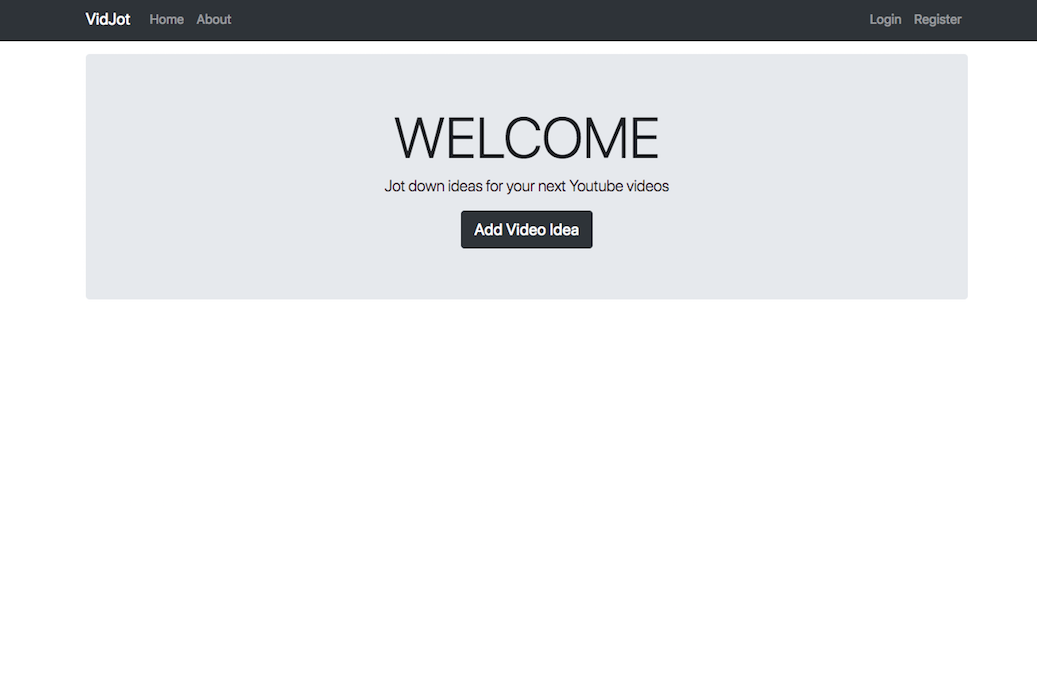 VidJot Home About Login Register
WELCOME
Jot down ideas for your next Youtube videos
Add Video Idea